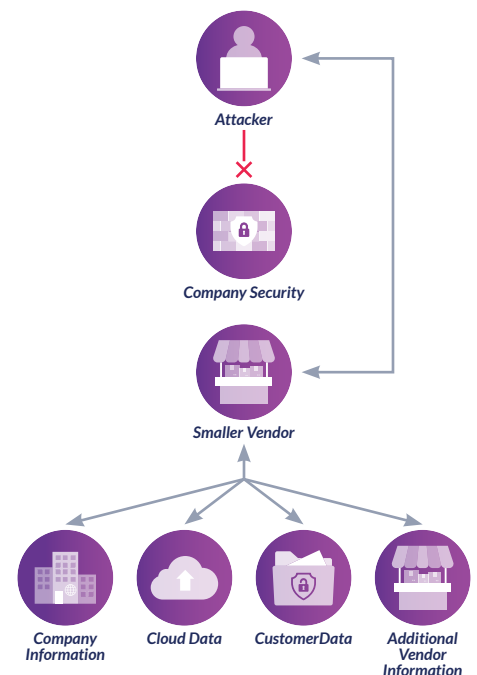 Attacker
Company Security
Smaller Vendor
Company
Information
Cloud Data
CustomerData
Additional
Vendor
Information